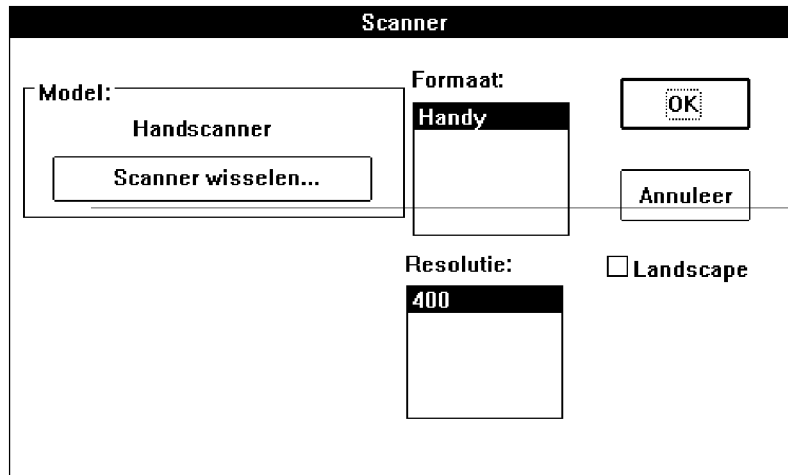 Scanner
Model:
Handscanner
Scanner wisselen...
Formaat:
Handy
OK
Annuleer
Resolutie:
400
Landscape